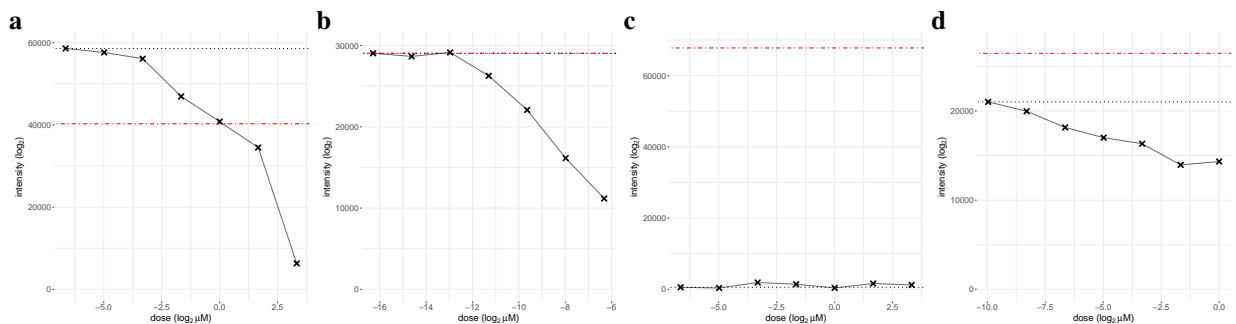 a
60000
40000
20000
0
intensity (log2)
−5.0
−2.5
0.0
2.5
dose (log2 μM)
b
30000
20000
10000
0
intensity (log2)
−16
−14
−12
−10
−8
−6
dose (log2 μM)
c
60000
40000
20000
0
intensity (log2)
−5.0
−2.5
0.0
2.5
dose (log2 μM)
d
20000
10000
0
intensity (log2)
−10.0
−7.5
−5.0
−2.5
0.0
dose (log2 μM)